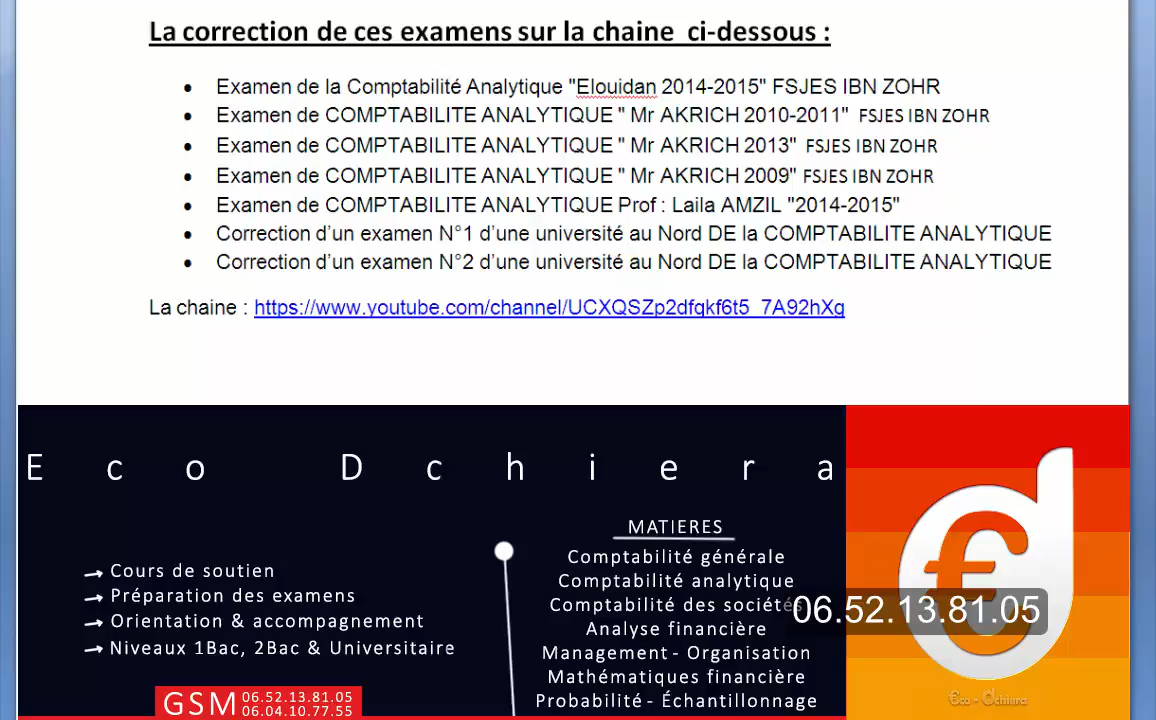 La correction de ces examens sur la chaine ci-dessous :
• Examen de la Comptabilité Analytique "Elouidan 2014-2015" FSJES IBN ZOHR
• Examen de COMPTABILITE ANALYTIQUE " Mr AKRICH 2010-2011" FSJES IBN ZOHR
• Examen de COMPTABILITE ANALYTIQUE " Mr AKRICH 2013" FSJES IBN ZOHR
• Examen de COMPTABILITE ANALYTIQUE " Mr AKRICH 2009" FSJES IBN ZOHR
• Examen de COMPTABILITE ANALYTIQUE Prof : Laila AMZIL "2014-2015"
• Correction d'un examen N°1 d'une université au Nord DE la COMPTABILITE ANALYTIQUE
• Correction d'un examen N°2 d'une université au Nord DE la COMPTABILITE ANALYTIQUE
La chaine : https://www.youtube.com/channel/UCXQSZp2dfqkf6t5_7A92hXg
Eco Dchiera
→ Cours de soutien
→ Préparation des examens
→ Orientation & accompagnement
→ Niveaux 1Bac, 2Bac & Universitaire
GSM 06.52.13.81.05
06.04.10.77.55
MATIERES
Comptabilité générale
Comptabilité analytique
Comptabilité des sociétés
Analyse financière
Management - Organisation
Mathématiques financière
Probabilité - Échantillonnage
06.52.13.81.05
Eco - Dchiera